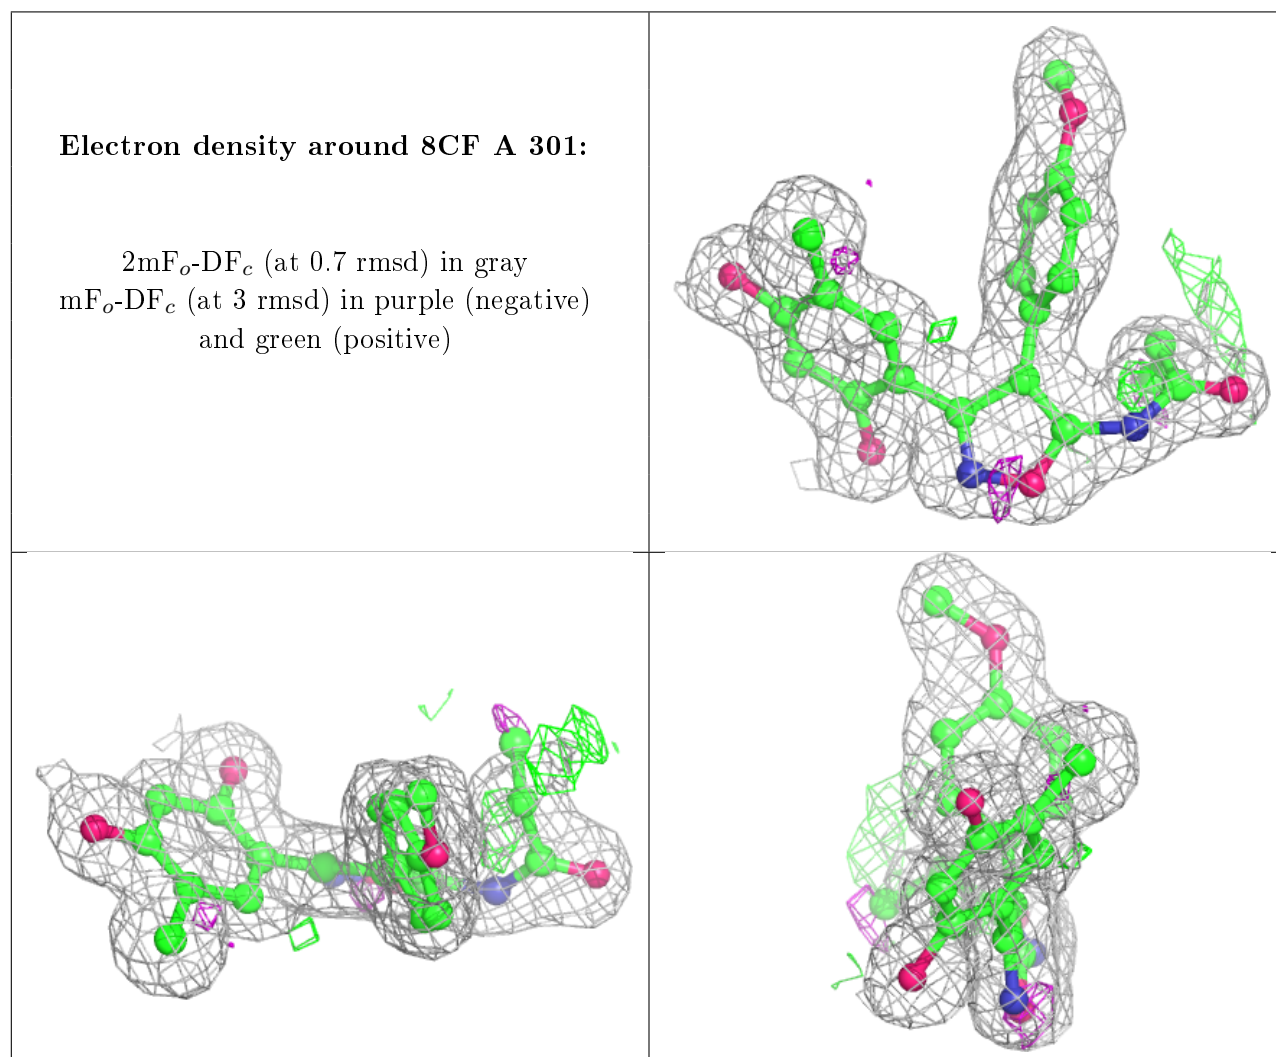 Electron density around 8CF A 301:
2mFo-DFc (at 0.7 rmsd) in gray
mFo-DFc (at 3 rmsd) in purple (negative)
and green (positive)